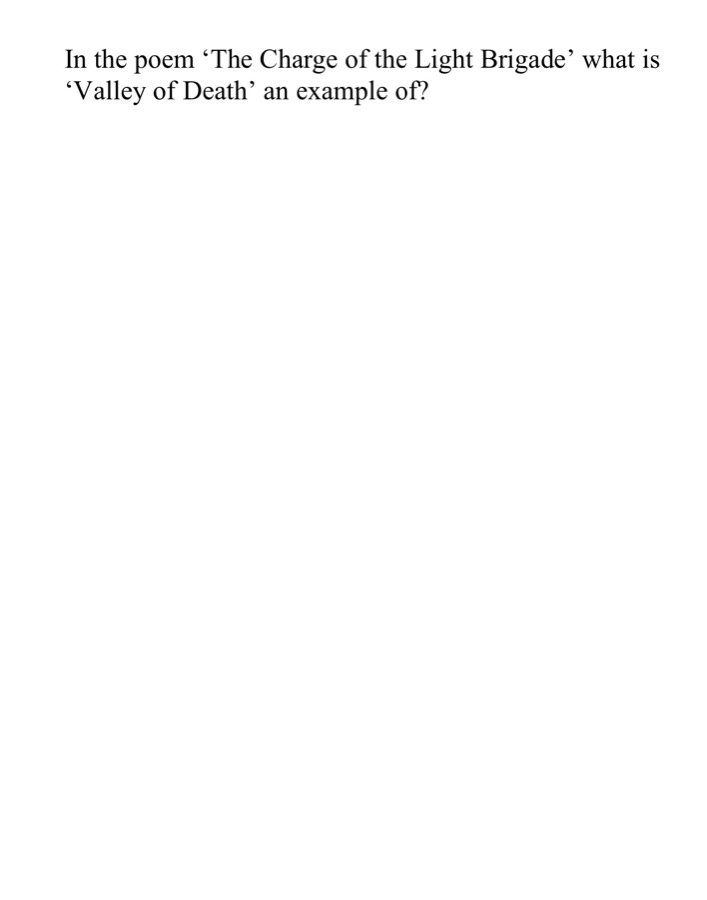 In the poem ‘The Charge of the Light Brigade’ what is
‘Valley of Death’ an example of?